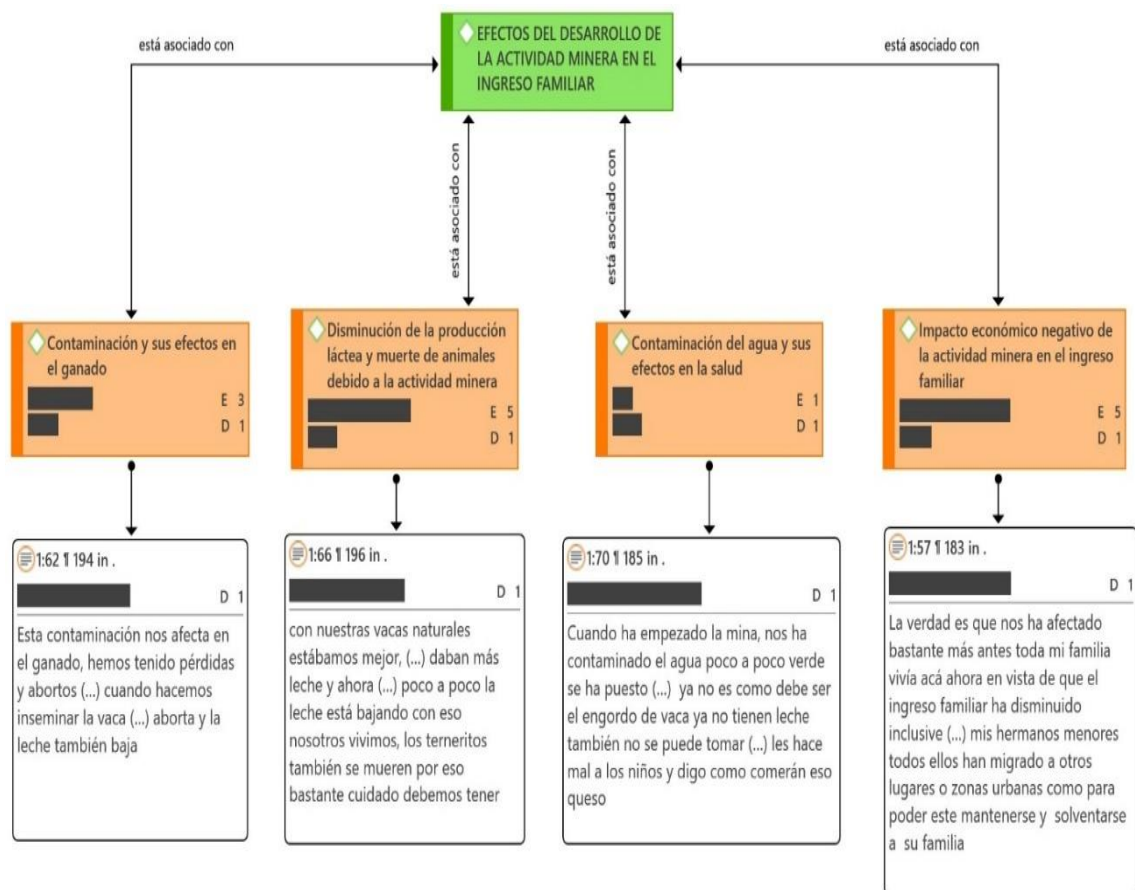 EFECTOS DEL DESARROLLO DE
LA ACTIVIDAD MINERA EN EL
INGRESO FAMILIAR
está asociado con
está asociado con
está asociado con
está asociado con
Contaminación y sus efectos en
el ganado
E 3
D 1
Disminución de la producción
láctea y muerte de animales
debido a la actividad minera
E 5
D 1
Contaminación del agua y sus
efectos en la salud
E 1
D 1
Impacto económico negativo de
la actividad minera en el ingreso
familiar
E 5
D 1
1:62 ¶ 194 in .
D 1
Esta contaminación nos afecta en
el ganado, hemos tenido pérdidas
y abortos (...) cuando hacemos
inseminar la vaca (...) aborta y la
leche también baja
1:66 ¶ 196 in .
D 1
con nuestras vacas naturales
estábamos mejor, (...) daban más
leche y ahora (...) poco a poco la
leche está bajando con eso
nosotros vivimos, los terneritos
también se mueren por eso
bastante cuidado debemos tener
1:70 ¶ 185 in .
D 1
Cuando ha empezado la mina, nos ha
contaminado el agua poco a poco verde
se ha puesto (...) ya no es como debe ser
el engordo de vaca ya no tienen leche
también no se puede tomar (...) les hace
mal a los niños y digo como comerán eso
queso
1:57 ¶ 183 in .
D 1
La verdad es que nos ha afectado
bastante más antes toda mi familia
vivía acá ahora en vista de que el
ingreso familiar ha disminuido
inclusive (...) mis hermanos menores
todos ellos han migrado a otros
lugares o zonas urbanas como para
poder este mantenerse y solventarse
a su familia